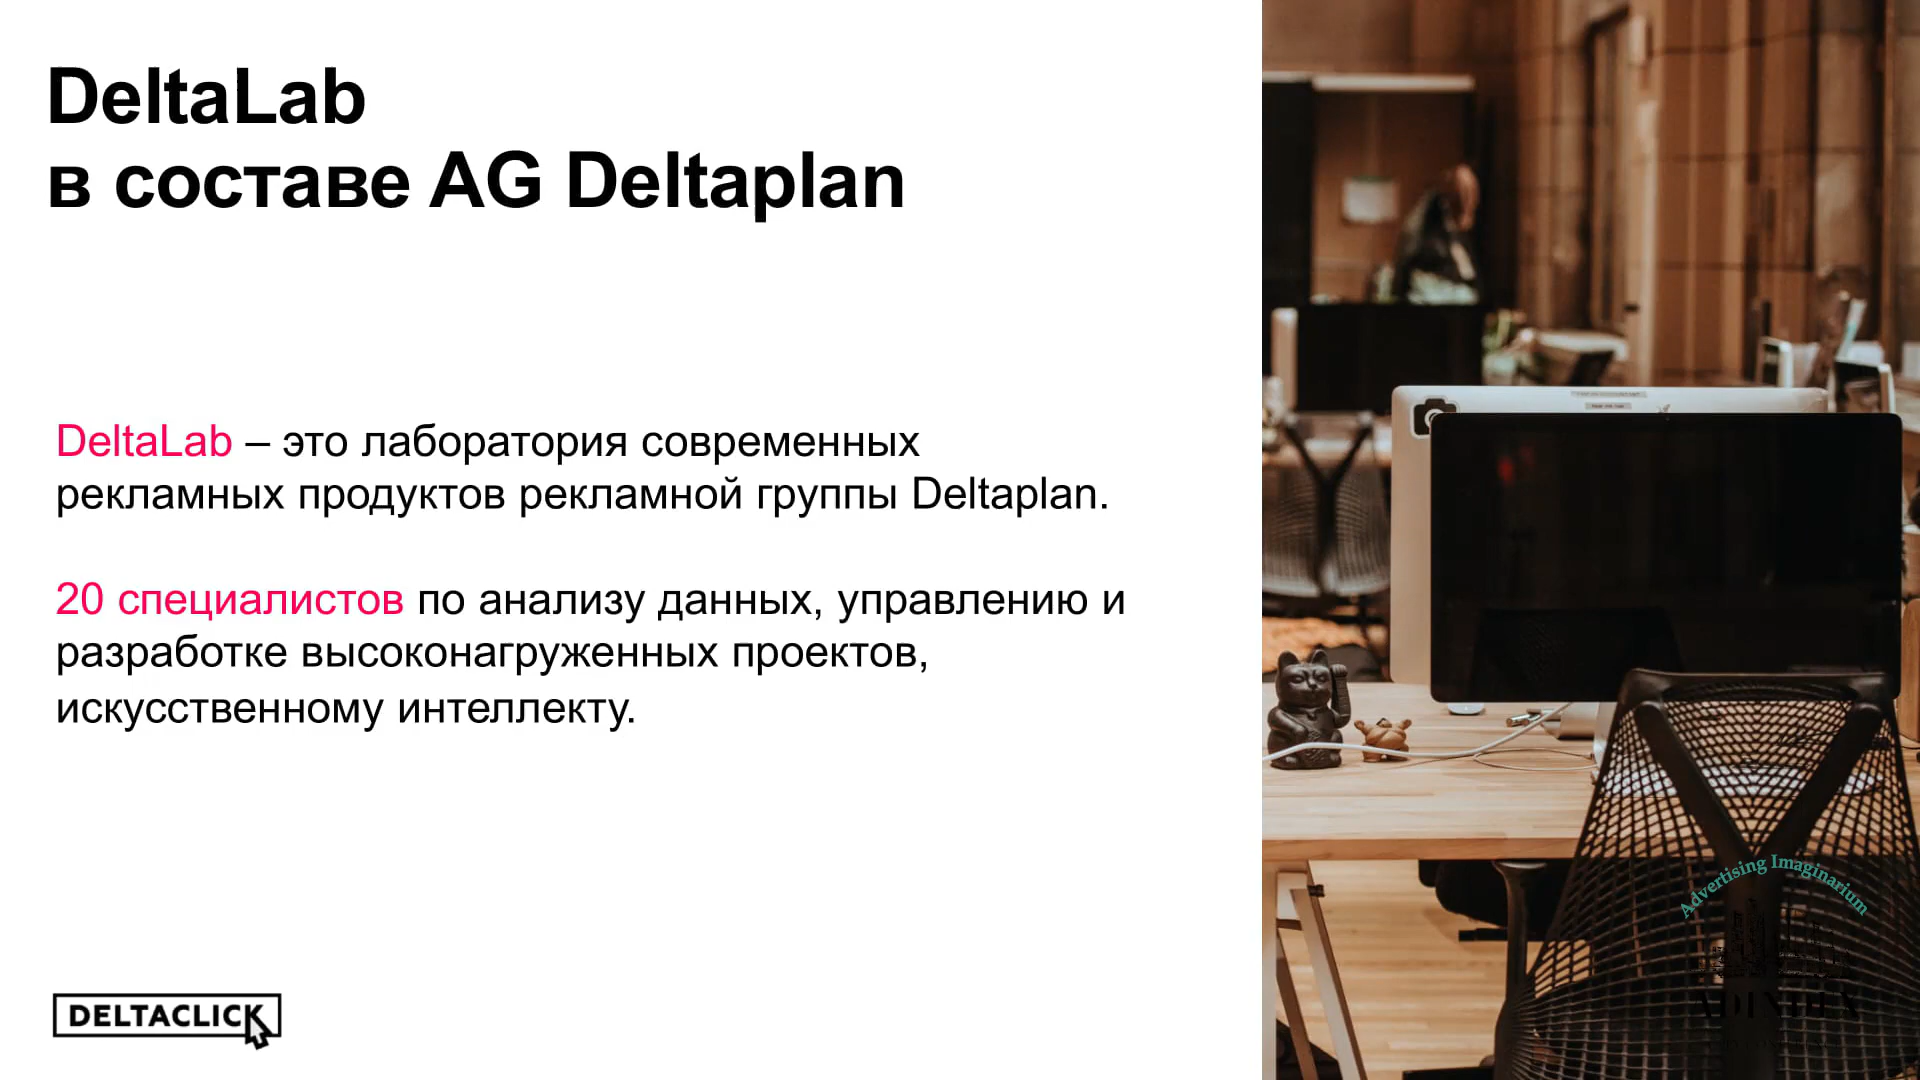 DeltaLab
в составе AG Deltaplan
DeltaLab – это лаборатория современных
рекламных продуктов рекламной группы Deltaplan.
20 специалистов по анализу данных, управлению и
разработке высоконагруженных проектов,
искусственному интеллекту.
DELTACLICK
Advertising Imaginarium